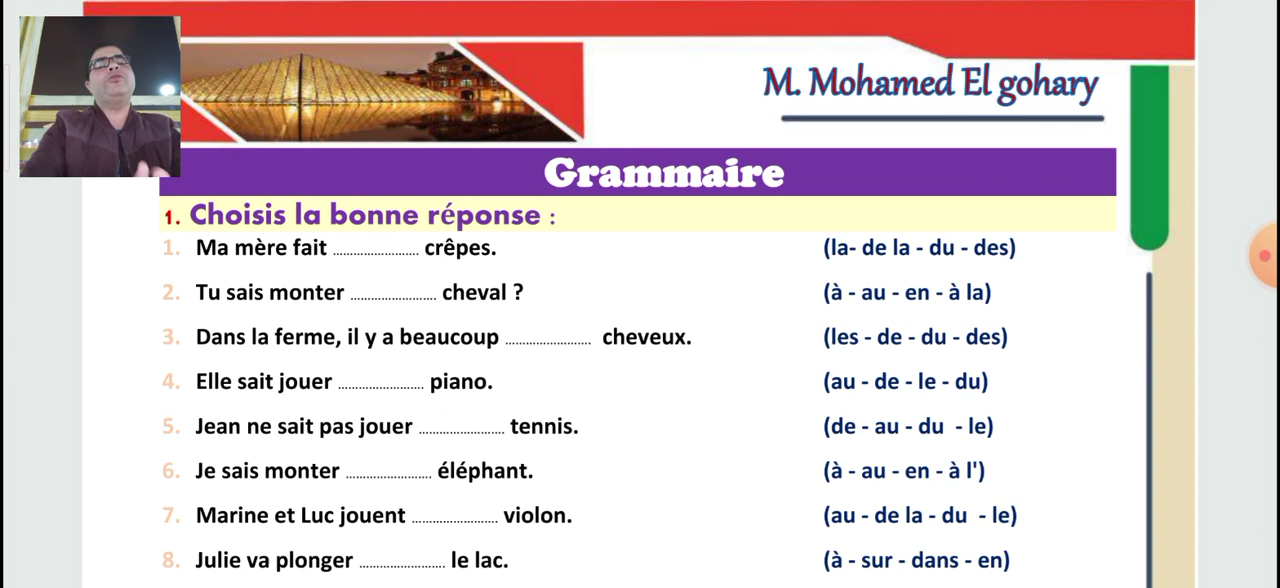 M. Mohamed El gohary
Grammaire
1. Choisis la bonne réponse :
1. Ma mère fait ........................ crêpes. (la- de la - du - des)
2. Tu sais monter ........................ cheval ? (à - au - en - à la)
3. Dans la ferme, il y a beaucoup ........................ cheveux. (les - de - du - des)
4. Elle sait jouer ........................ piano. (au - de - le - du)
5. Jean ne sait pas jouer ........................ tennis. (de - au - du - le)
6. Je sais monter ........................ éléphant. (à - au - en - à l')
7. Marine et Luc jouent ........................ violon. (au - de la - du - le)
8. Julie va plonger ........................ le lac. (à - sur - dans - en)